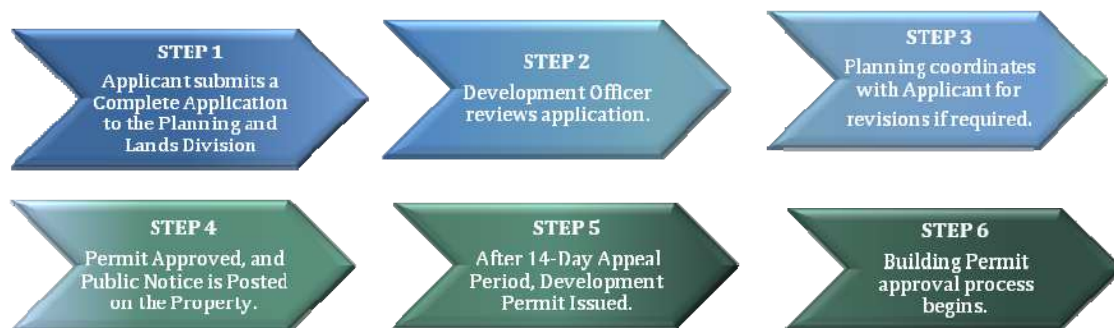 STEP 1
Applicant submits a
Complete Application
to the Planning and
Lands Division
STEP 2
Development Officer
reviews application.
STEP 3
Planning coordinates
with Applicant for
revisions if required.
STEP 4
Permit Approved, and
Public Notice is Posted
on the Property.
STEP 5
After 14-Day Appeal
Period, Development
Permit Issued.
STEP 6
Building Permit
approval process
begins.